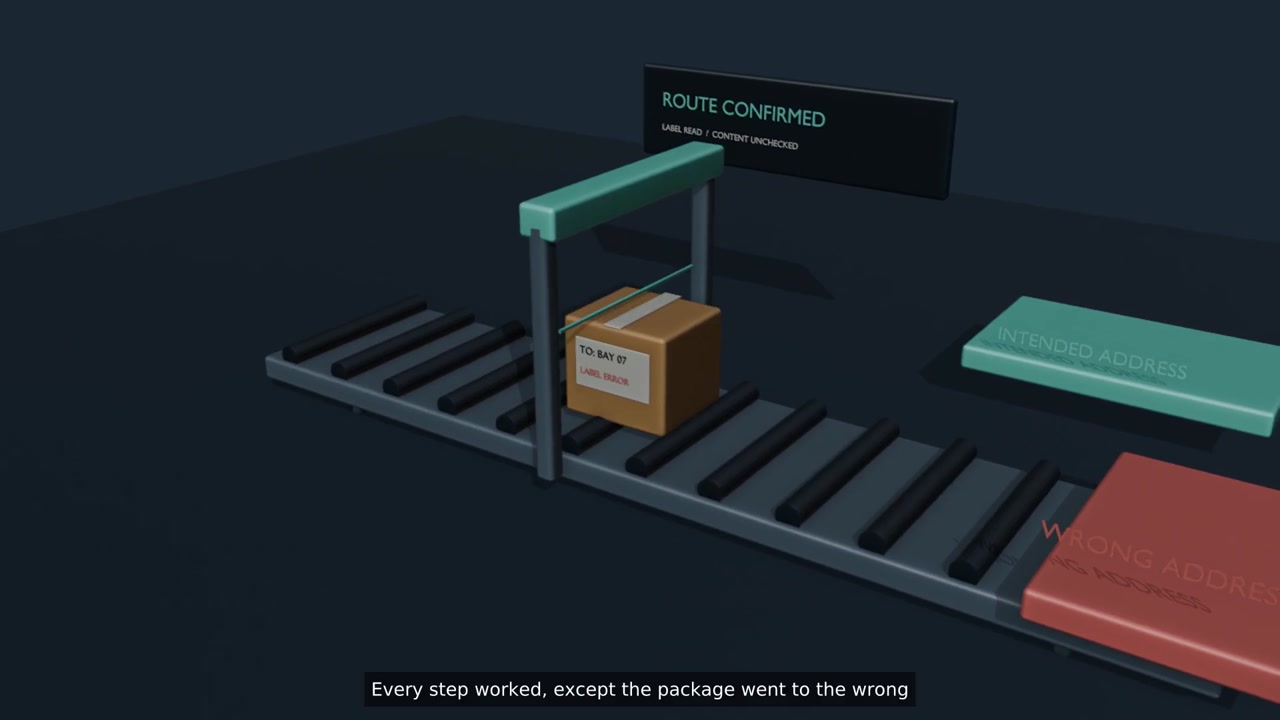 ROUTE CONFIRMED
LABEL READ / CONTENT UNCHECKED
TO: BAY 07
LABEL ERROR
INTENDED ADDRESS
WRONG ADDRES
Every step worked, except the package went to the wrong